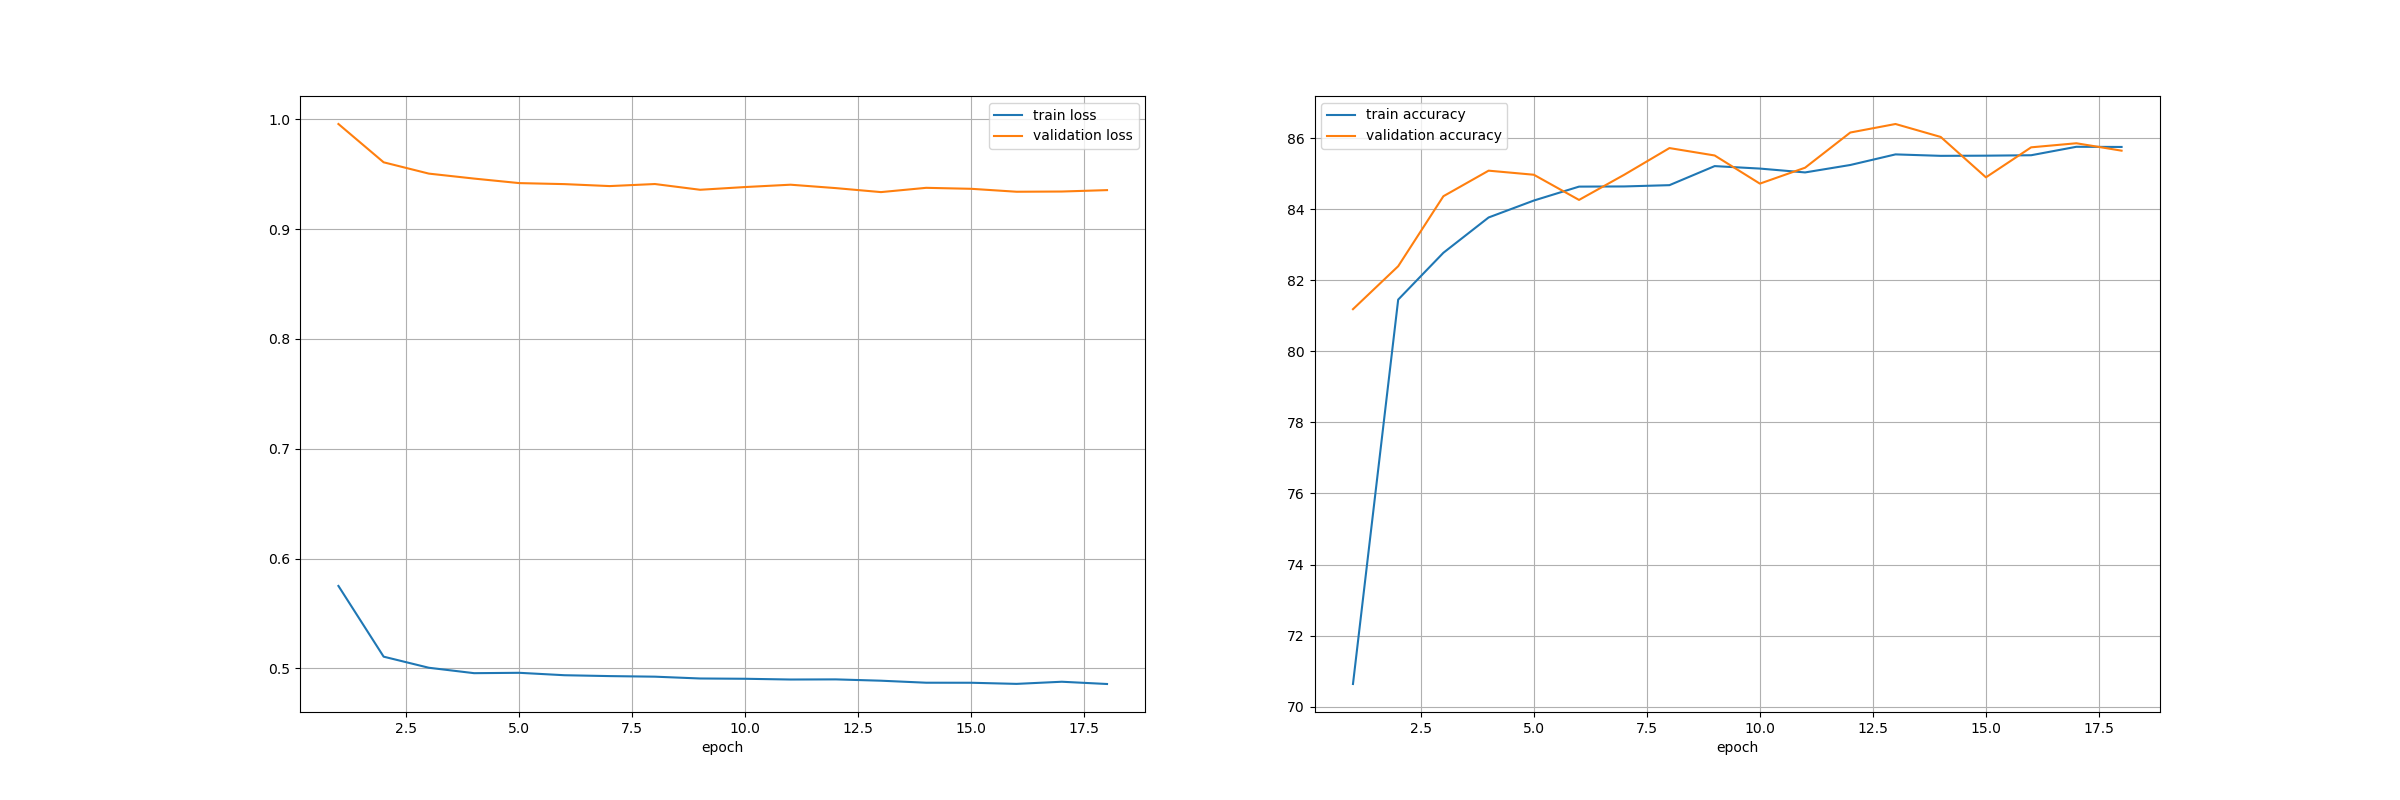 1.0
0.9
0.8
0.7
0.6
0.5
2.5 5.0 7.5 10.0 12.5 15.0 17.5
epoch
train loss
validation loss
86
84
82
80
78
76
74
72
70
2.5 5.0 7.5 10.0 12.5 15.0 17.5
epoch
train accuracy
validation accuracy